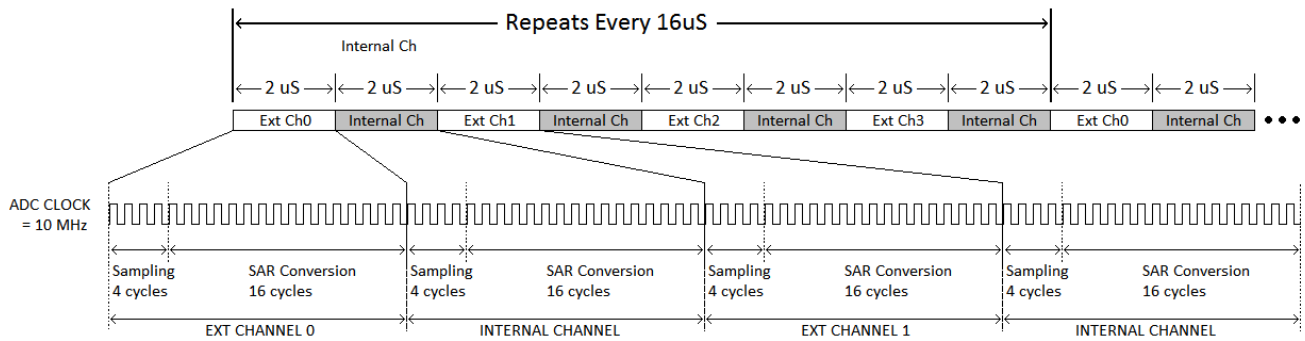 Repeats Every 16uS
Internal Ch
2 uS 2 uS 2 uS 2 uS 2 uS 2 uS 2 uS 2 uS 2 uS 2 uS
Ext Ch0 Internal Ch Ext Ch1 Internal Ch Ext Ch2 Internal Ch Ext Ch3 Internal Ch Ext Ch0 Internal Ch
ADC CLOCK
= 10 MHz
Sampling SAR Conversion Sampling SAR Conversion Sampling SAR Conversion Sampling SAR Conversion
4 cycles 16 cycles 4 cycles 16 cycles 4 cycles 16 cycles 4 cycles 16 cycles
EXT CHANNEL 0 INTERNAL CHANNEL EXT CHANNEL 1 INTERNAL CHANNEL